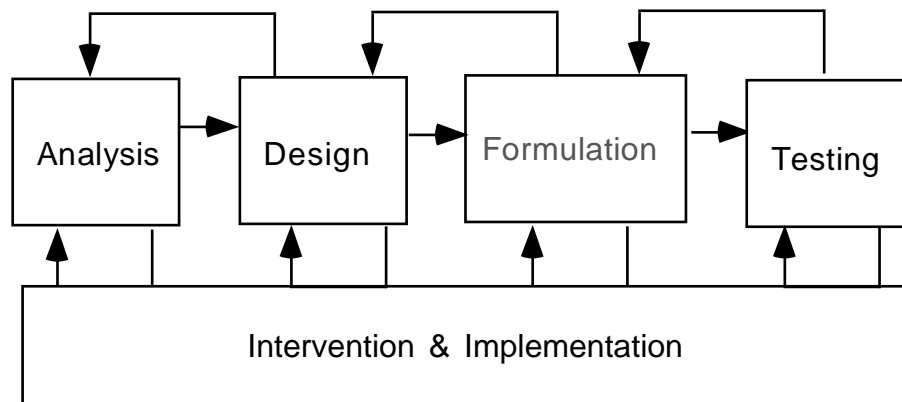 Analysis
Design
Formulation
Testing
Intervention & Implementation